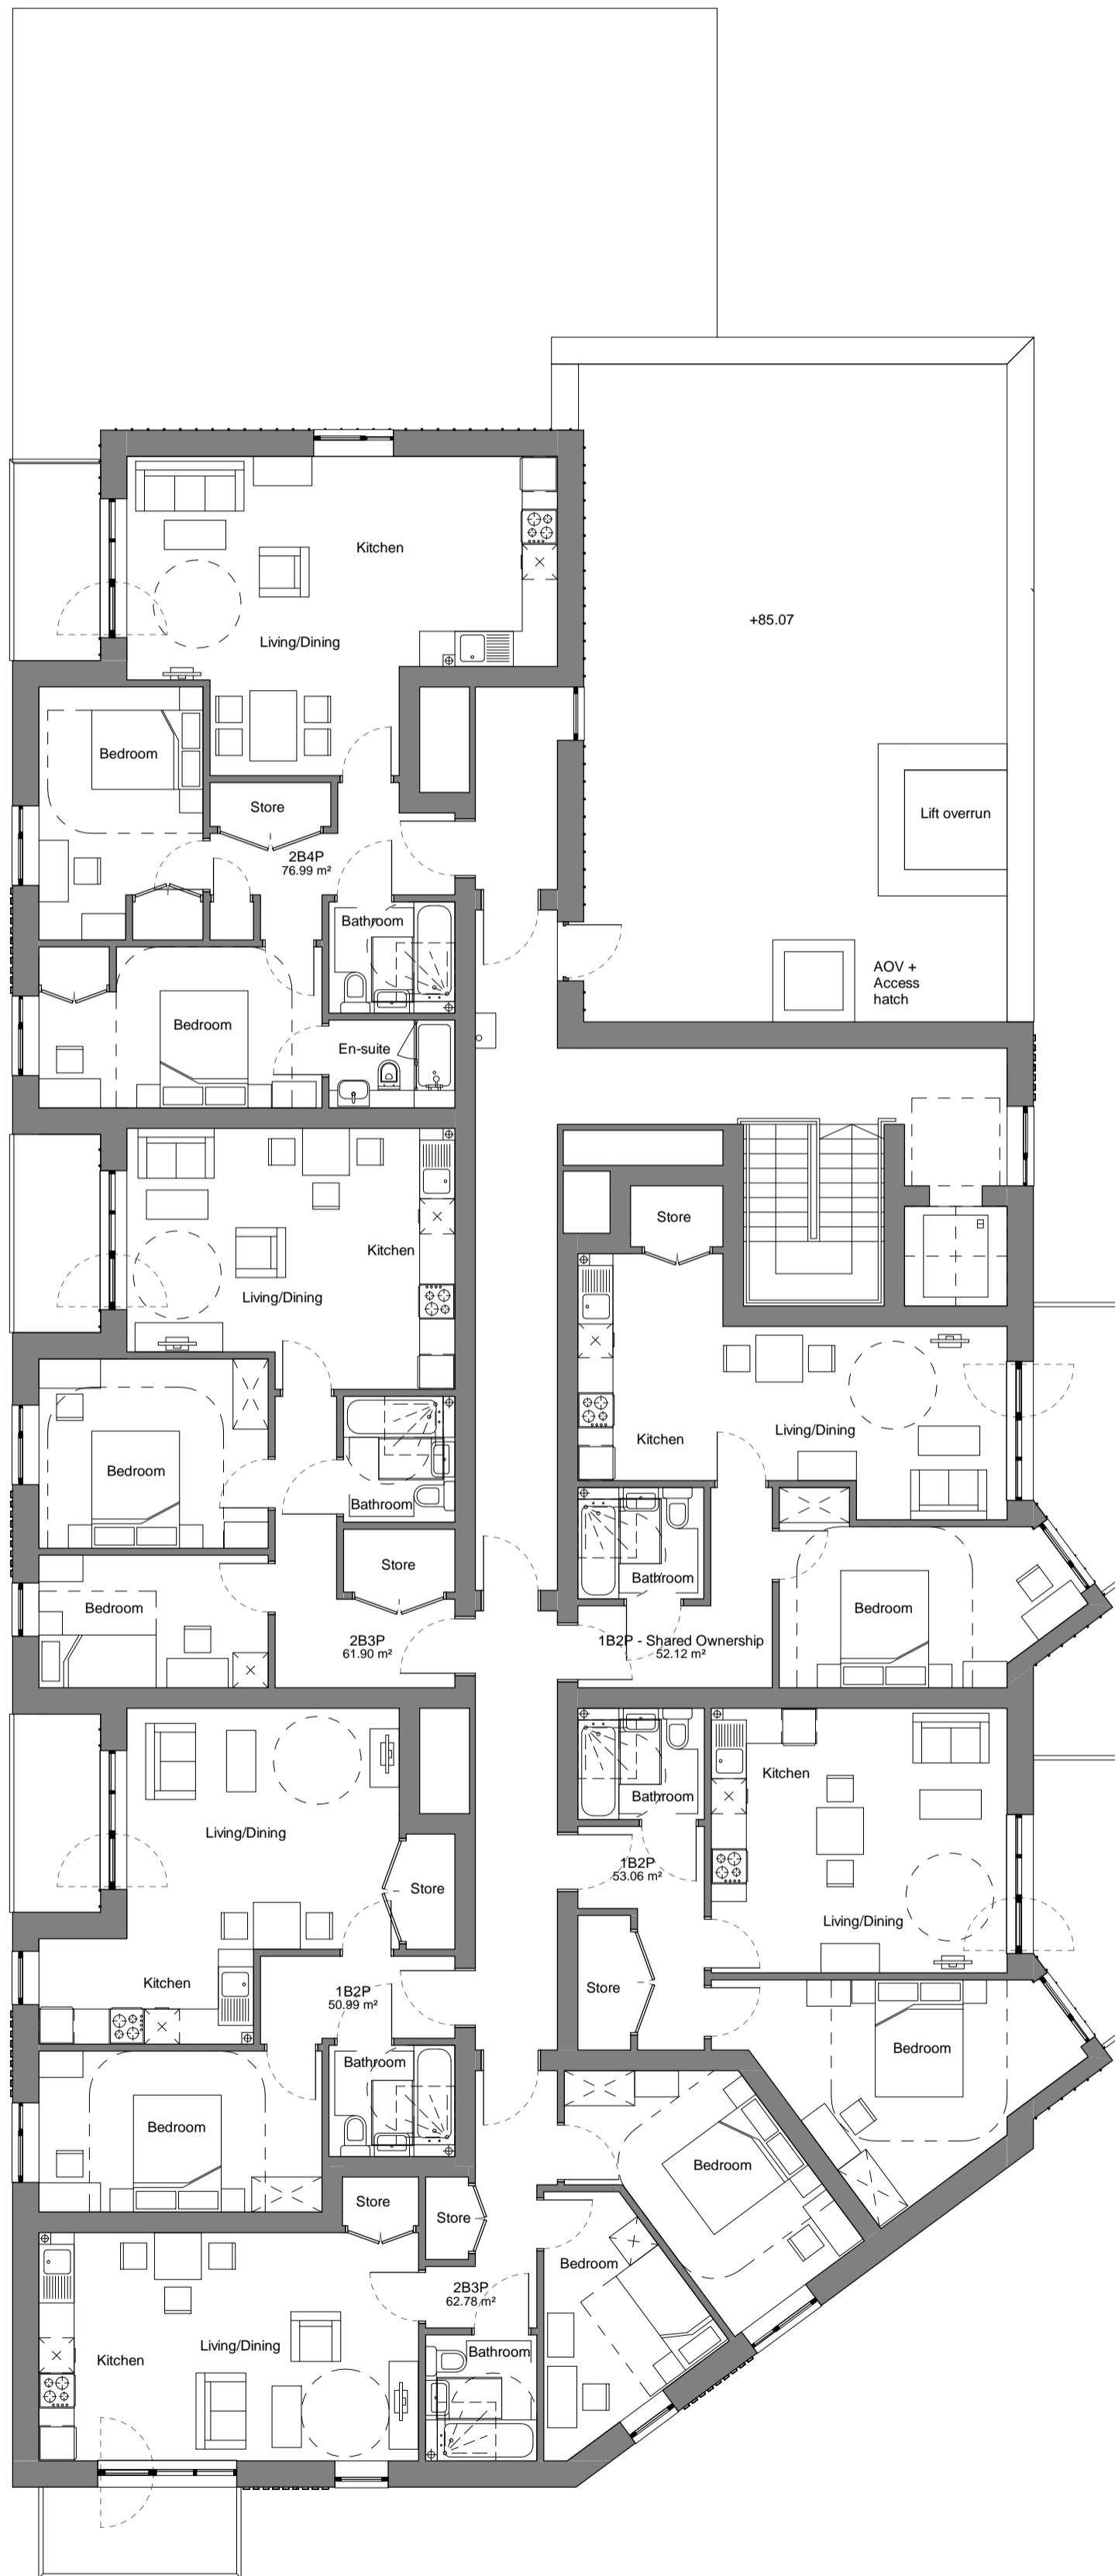 Kitchen
+85.07
Living/Dining
Bedroom
Store
Lift overrun
2B4P
76.99 m²
Bathroom
AOV +
Access
hatch
Bedroom
En-suite
Store
Kitchen
Living/Dining
Living/Dining
Kitchen
Bedroom
Bathroom
Store
Bathroom
Bedroom
Bedroom
2B3P
61.90 m²
1B2P - Shared Ownership
52.12 m²
Kitchen
Bathroom
Living/Dining
1B2P
53.06 m²
Store
Living/Dining
Kitchen
Store
1B2P
50.99 m²
Bedroom
Bathroom
Bedroom
Bedroom
Store
Store
Bedroom
2B3P
62.78 m²
Living/Dining
Bathroom
Kitchen